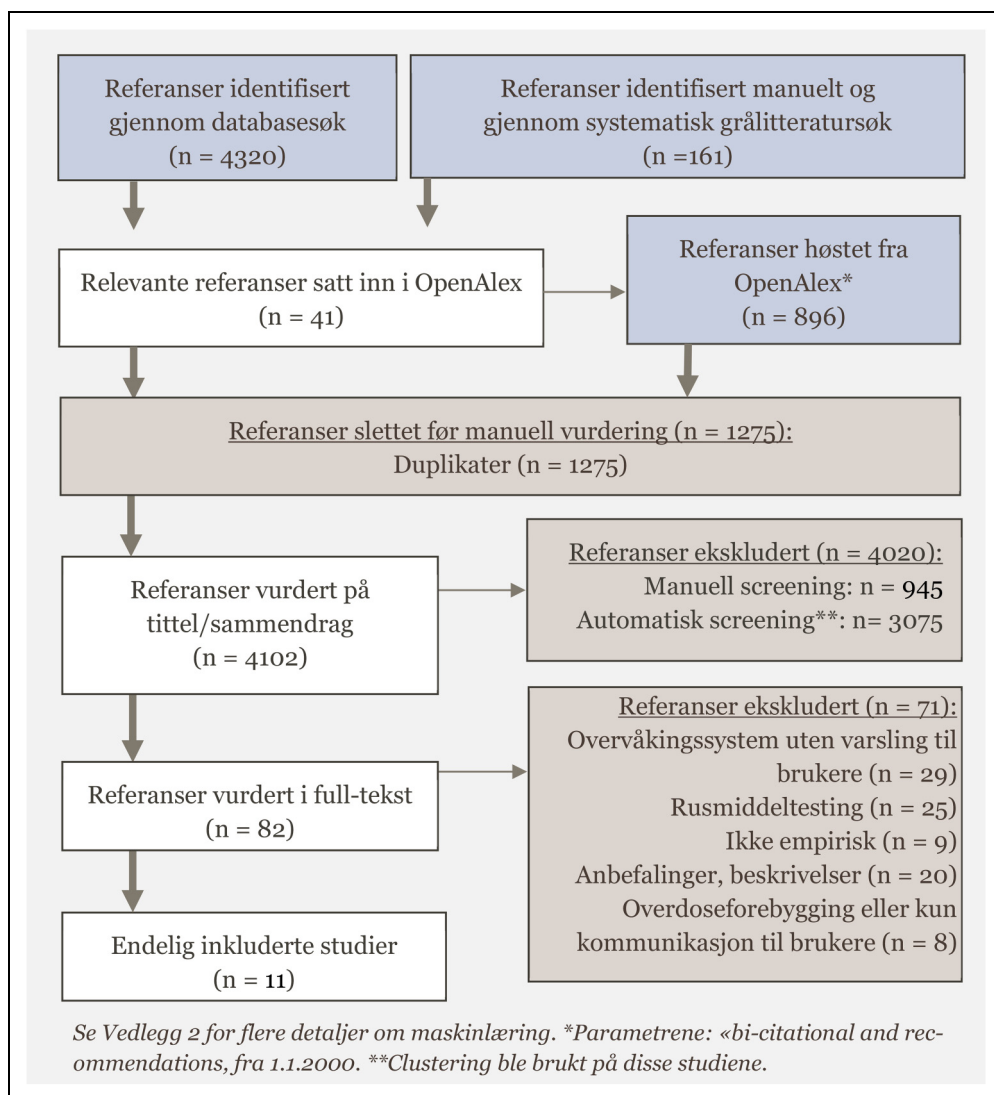 Referanser identifisert
gjennom databasesøk
(n = 4320)
Referanser identifisert manuelt og
gjennom systematisk grålitteratursøk
(n =161)
Relevante referanser satt inn i OpenAlex
(n = 41)
Referanser høstet fra
OpenAlex*
(n = 896)
Referanser slettet før manuell vurdering (n = 1275):
Duplikater (n = 1275)
Referanser vurdert på
tittel/sammendrag
(n = 4102)
Referanser ekskludert (n = 4020):
Manuell screening: n = 945
Automatisk screening**: n= 3075
Referanser vurdert i full-tekst
(n = 82)
Referanser ekskludert (n = 71):
Overvåkingssystem uten varsling til
brukere (n = 29)
Rusmiddeltesting (n = 25)
Ikke empirisk (n = 9)
Anbefalinger, beskrivelser (n = 20)
Overdoseforebygging eller kun
kommunikasjon til brukere (n = 8)
Endelig inkluderte studier
(n = 11)
Se Vedlegg 2 for flere detaljer om maskinlæring. *Parametrene: «bi-citational and rec-
ommendations, fra 1.1.2000. **Clustering ble brukt på disse studiene.